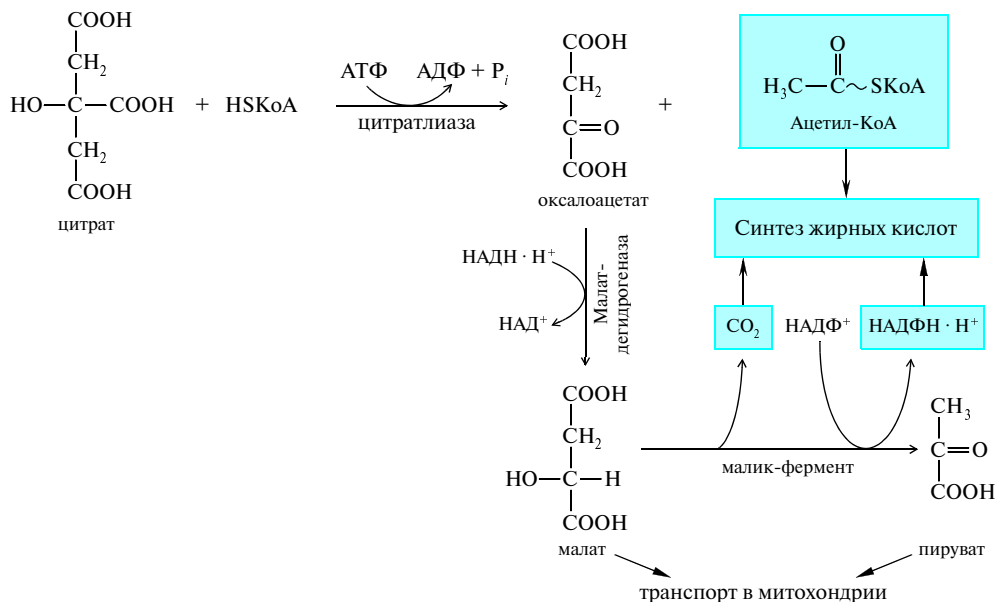 COOH
CH2
HO—C—COOH + HSKoA
CH2
COOH
цитрат
АТФ АДФ + Pi
цитратлиаза
COOH
CH2
C=O
COOH
оксалоацетат
+
O
H3C—C~SKoA
Ацетил-КоА
Синтез жирных кислот
НАДН · Н+
НАД+
Малат-
дегидрогеназа
CO2
НАДФ+
НАДФН · Н+
COOH
CH2
HO—C—H
COOH
малат
малик-фермент
CH3
C=O
COOH
пируват
транспорт в митохондрии